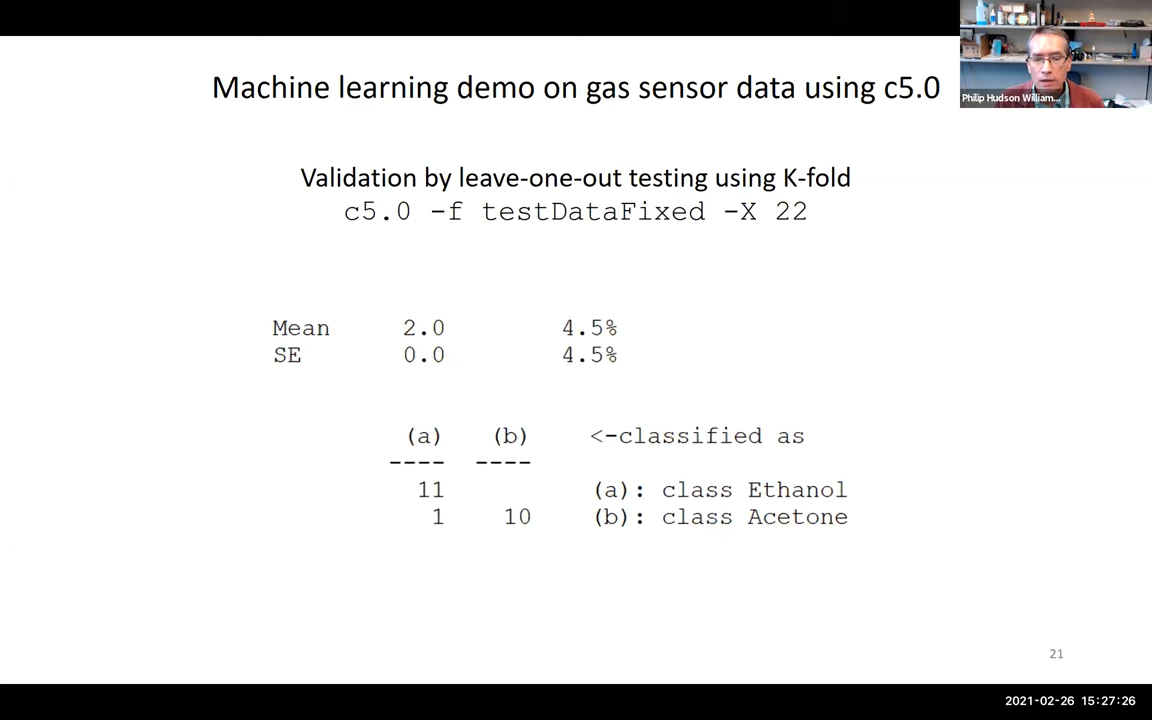 Machine learning demo on gas sensor data using c5.0
Philip Hudson William...
Validation by leave-one-out testing using K-fold
c5.0 -f testDataFixed -X 22
Mean 2.0 4.5%
SE 0.0 4.5%
(a) (b) <-classified as
---- ----
11 (a): class Ethanol
1 10 (b): class Acetone
21
2021-02-26 15:27:26